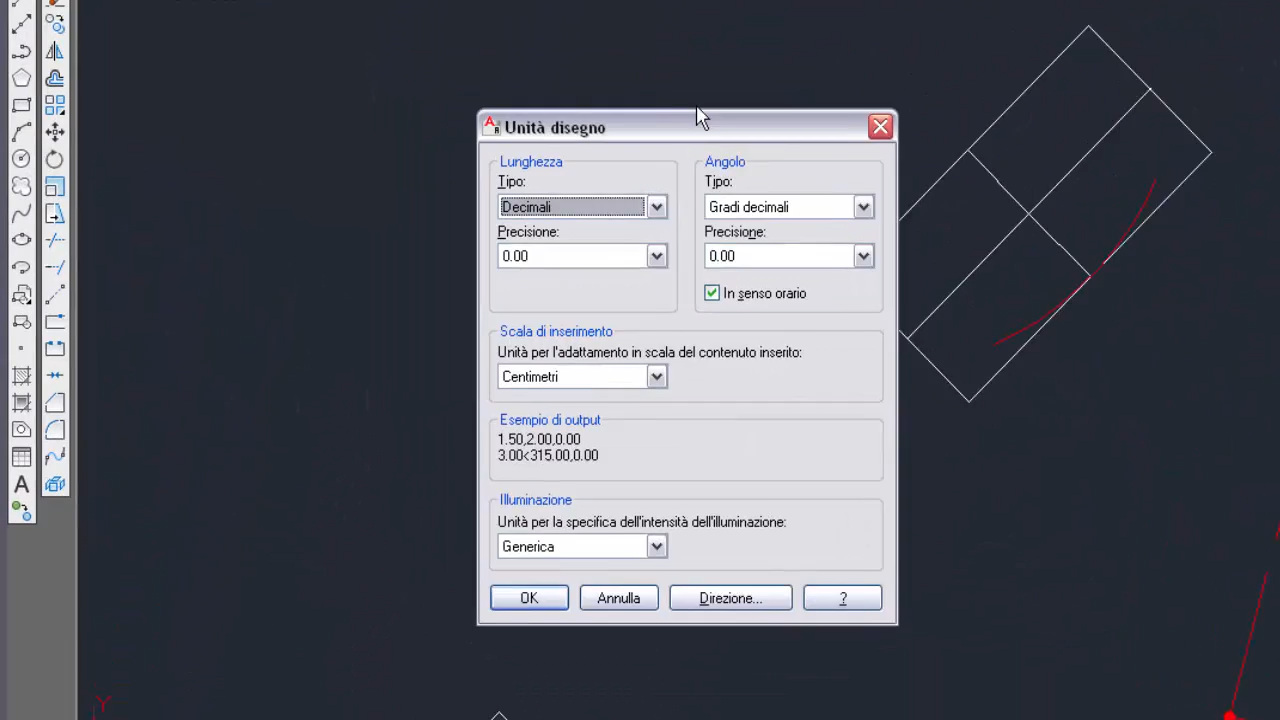 Unità disegno
Lunghezza
Tipo:
Decimali
Precisione:
0.00
Angolo
Tipo:
Gradi decimali
Precisione:
0.00
In senso orario
Scala di inserimento
Unità per l'adattamento in scala del contenuto inserito:
Centimetri
Esempio di output
1.50,2.00,0.00
3.00<315.00,0.00
Illuminazione
Unità per la specifica dell'intensità dell'illuminazione:
Generica
OK
Annulla
Direzione...
?
A
Y